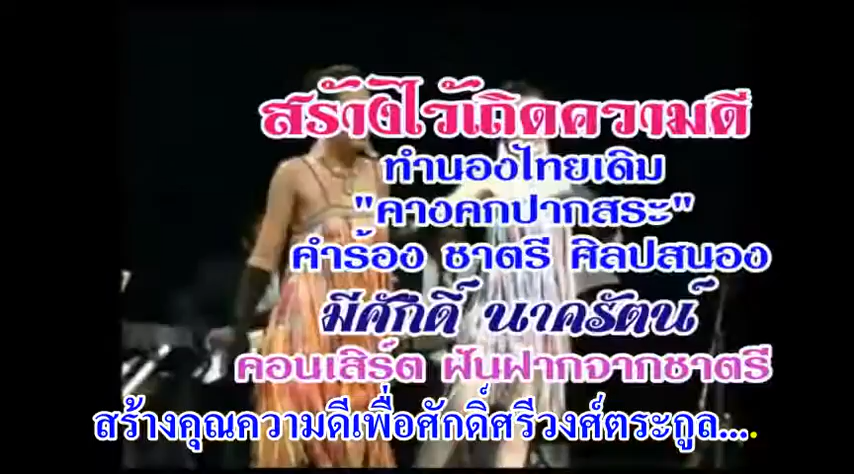 สร้างไว้เถิดความดี
ทำนองไทยเดิม
"คางคกปากสระ"
คำร้อง ชาตรี ศิลปสนอง
มีศักดิ์ นาครัตน์
คอนเสิร์ต ฝันฝากจากชาตรี
สร้างคุณความดีเพื่อศักดิ์ศรีวงศ์ตระกูล....